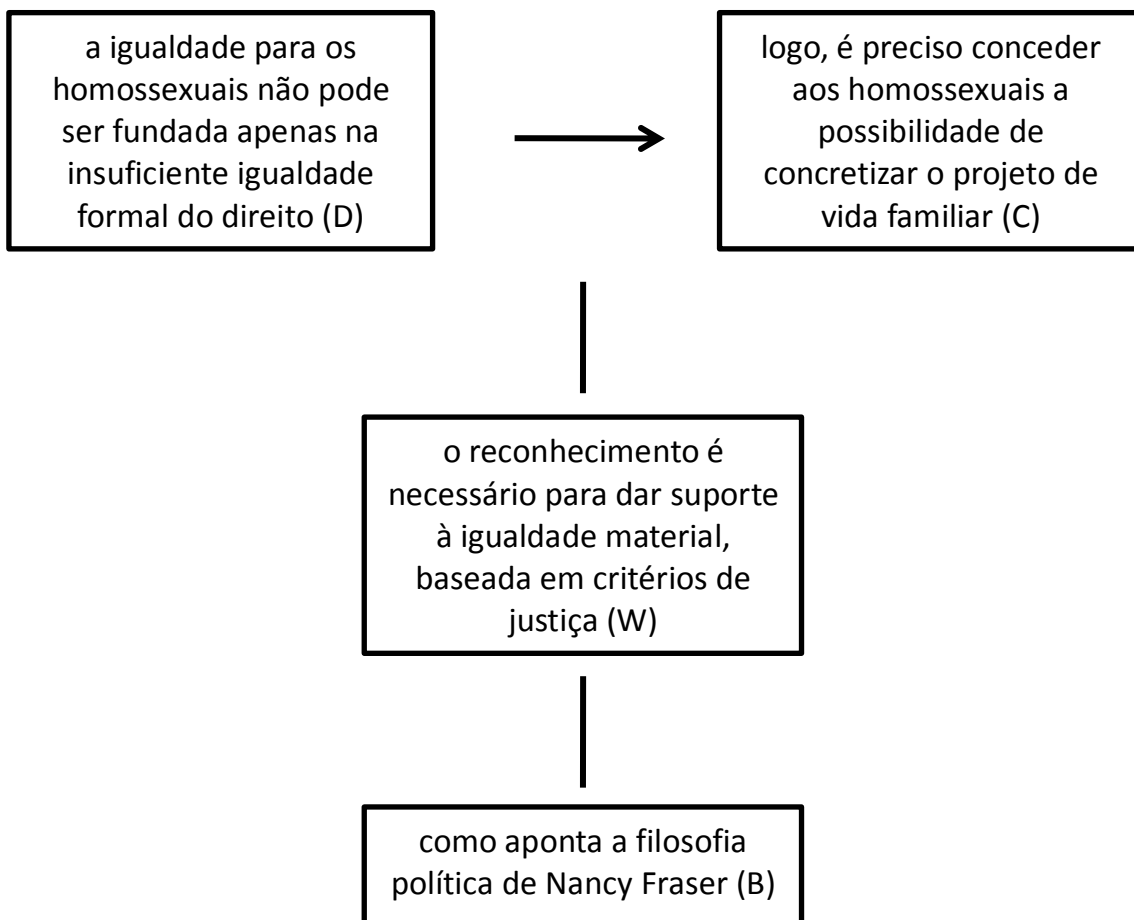 a igualdade para os
homossexuais não pode
ser fundada apenas na
insuficiente igualdade
formal do direito (D)
logo, é preciso conceder
aos homossexuais a
possibilidade de
concretizar o projeto de
vida familiar (C)
o reconhecimento é
necessário para dar suporte
à igualdade material,
baseada em critérios de
justiça (W)
como aponta a filosofia
política de Nancy Fraser (B)